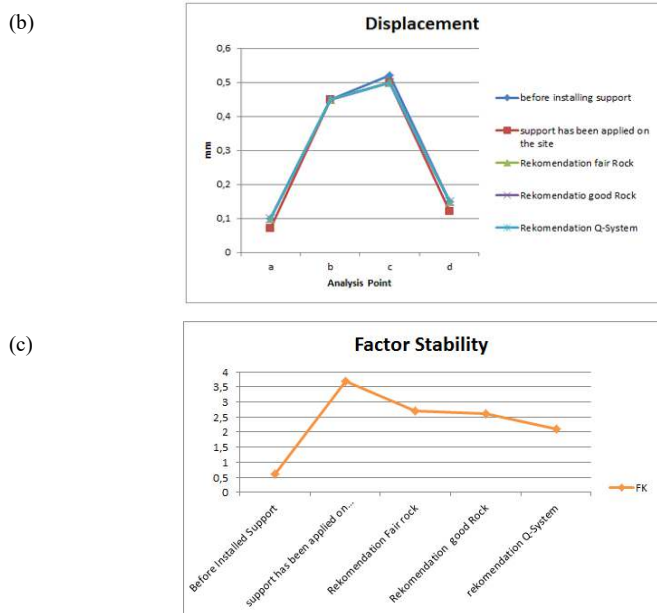 (b)
Displacement
0,6
0,5
0,4
0,3
0,2
0,1
0
mm
a b c d
Analysis Point
before installing support
support has been applied on
the site
Rekomendation fair Rock
Rekomendatio good Rock
Rekomendation Q-System
(c)
Factor Stability
4
3,5
3
2,5
2
1,5
1
0,5
0
Before Installed Support
support has been applied on...
Rekomendation Fair rock
Rekomendation good Rock
rekomendation Q-System
FK